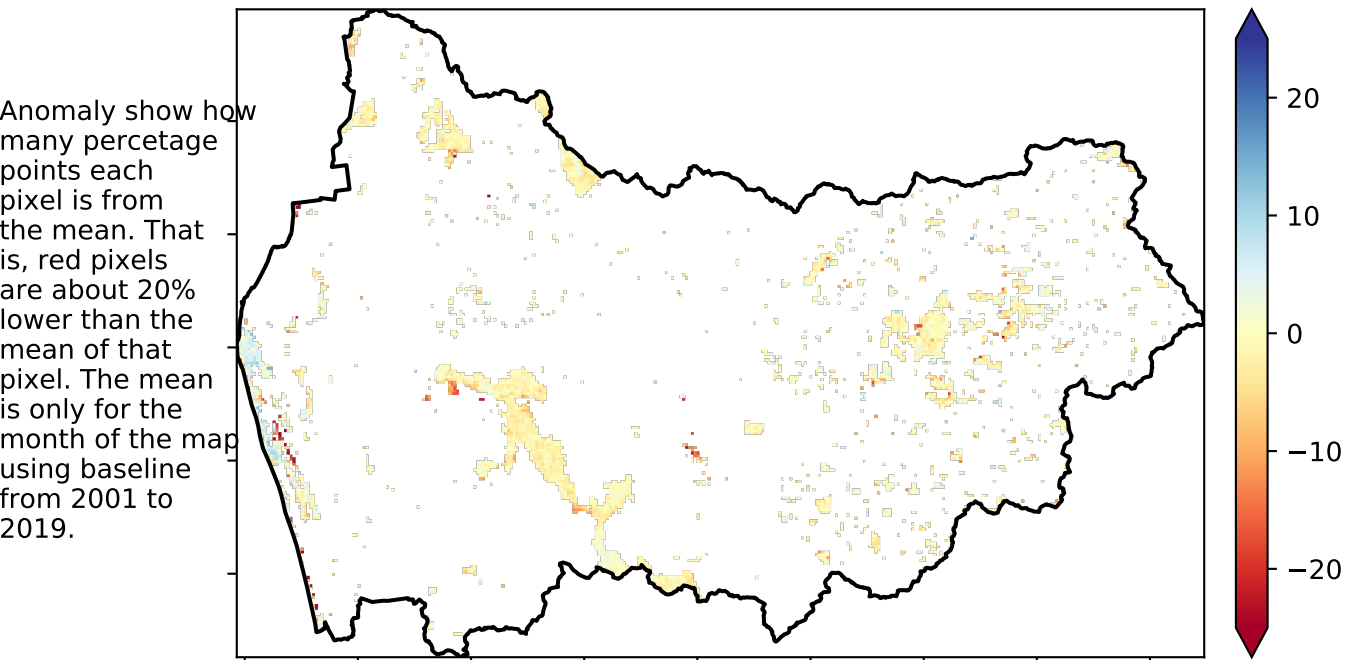 Anomaly show how
many percetage
points each
pixel is from
the mean. That
is, red pixels
are about 20%
lower than the
mean of that
pixel. The mean
is only for the
month of the map
using baseline
from 2001 to
2019.
20
10
0
−10
−20